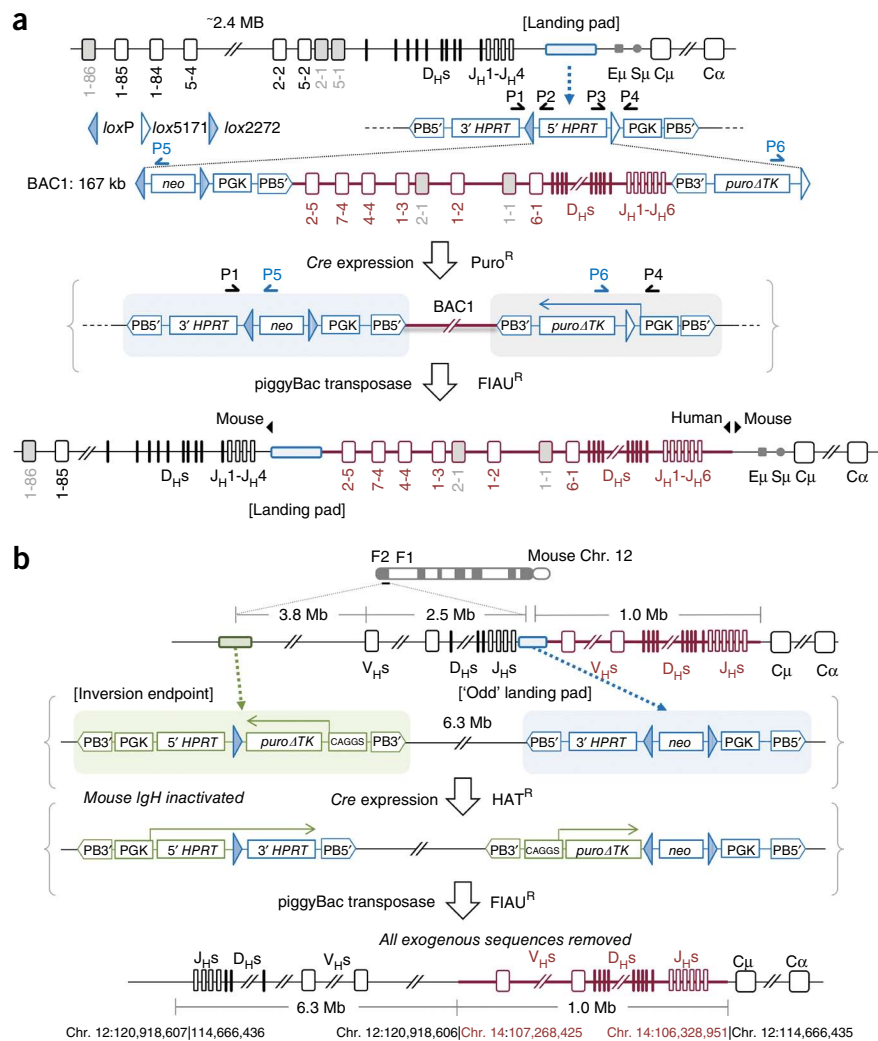 a
~2.4 MB
[Landing pad]
1-86
1-85
1-84
5-4
2-2
5-2
2-1
5-1
DHs
JH1–JH4
Eμ
Sμ
Cμ
Cα
P1
P2
P3
P4
loxP
lox5171
lox2272
PB5′
3′ HPRT
5′ HPRT
PGK
PB5′
P5
P6
BAC1: 167 kb
neo
PGK
PB5′
PB3′
puroΔTK
2-5
7-4
4-4
1-3
2-1
1-2
1-1
6-1
DHs
JH1–JH6
Cre expression
PuroR
P1
P5
BAC1
P6
P4
PB5′
3′ HPRT
neo
PGK
PB5′
PB3′
puroΔTK
PGK
PB5′
piggyBac transposase
FIAUR
Mouse
Human
Mouse
1-86
1-85
DHs
JH1–JH4
[Landing pad]
2-5
7-4
4-4
1-3
2-1
1-2
1-1
6-1
DHs
JH1–JH6
Eμ
Sμ
Cμ
Cα
b
F2
F1
Mouse Chr. 12
3.8 Mb
2.5 Mb
1.0 Mb
VHs
DHs
JHs
VHs
DHs
JHs
Cμ
Cα
[Inversion endpoint]
['Odd' landing pad]
6.3 Mb
PB3′
PGK
5′ HPRT
puroΔTK
CAGGS
PB3′
PB5′
3′ HPRT
neo
PGK
PB5′
Mouse IgH inactivated
Cre expression
HATR
PB3′
PGK
5′ HPRT
3′ HPRT
PB5′
PB3′
CAGGS
puroΔTK
neo
PGK
PB5′
piggyBac transposase
FIAUR
All exogenous sequences removed
JHs
DHs
VHs
VHs
DHs
JHs
Cμ
Cα
6.3 Mb
1.0 Mb
Chr. 12:120,918,607|114,666,436
Chr. 12:120,918,606|Chr. 14:107,268,425
Chr. 14:106,328,951|Chr. 12:114,666,435